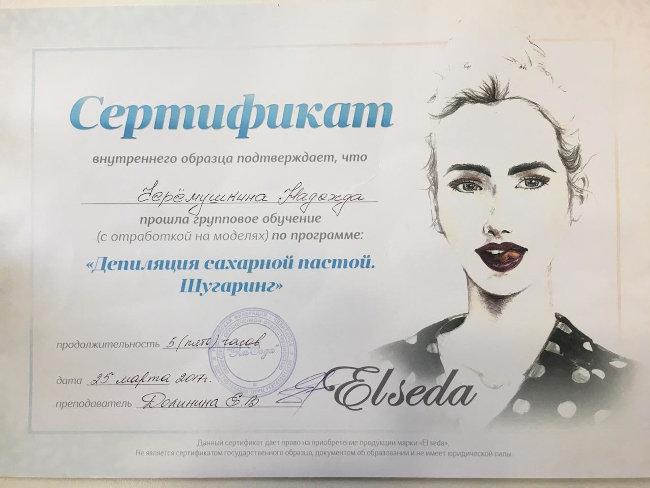 Сертификат
внутреннего образца подтверждает, что
Черёмушкина Надежда
прошла групповое обучение
(с отработкой на моделях) по программе:
«Депиляция сахарной пастой.
Шугаринг»
продолжительность 5 (пять) часов
дата 25 марта 2017г.
преподаватель Е.В
Elseda
Данный сертификат дает право на приобретение продукции марки «El seda».
Не является сертификатом государственного образца, документом об образовании и не имеет юридической силы.